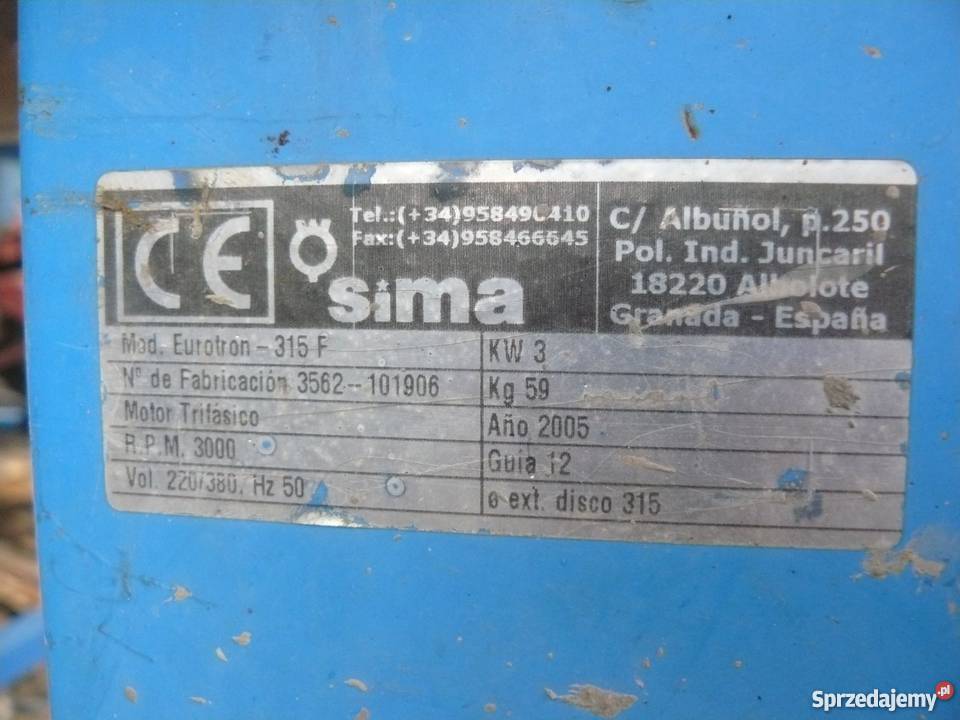 CE
Tel.:(+34)958490410
Fax:(+34)958466645
sima
C/ Albuñol, p.250
Pol. Ind. Juncaril
18220 Albolote
Granada - España
Mod. Eurotron - 315 F
Nº de Fabricación 3562--101906
Motor Trifásico
R.P.M. 3000
Vol. 220/380. Hz 50
KW 3
Kg 59
Año 2005
Guia 12
ø ext. disco 315
Sprzedajemy.pl